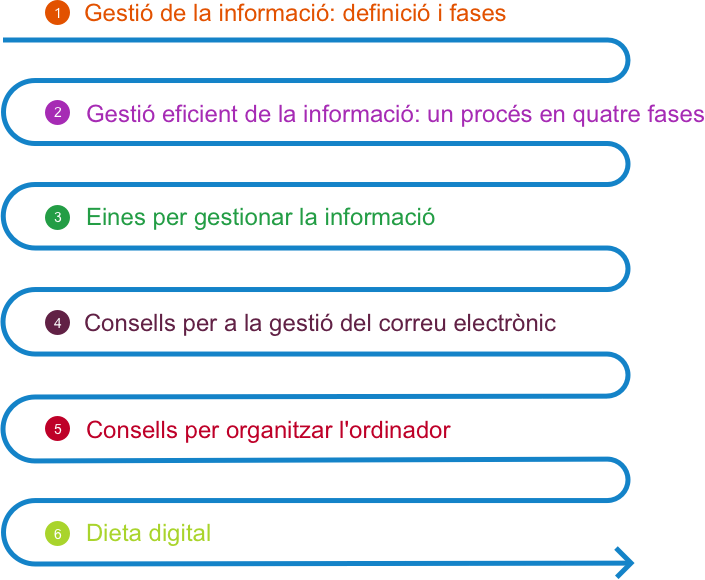 1 Gestió de la informació: definició i fases
2 Gestió eficient de la informació: un procés en quatre fases
3 Eines per gestionar la informació
4 Consells per a la gestió del correu electrònic
5 Consells per organitzar l'ordinador
6 Dieta digital